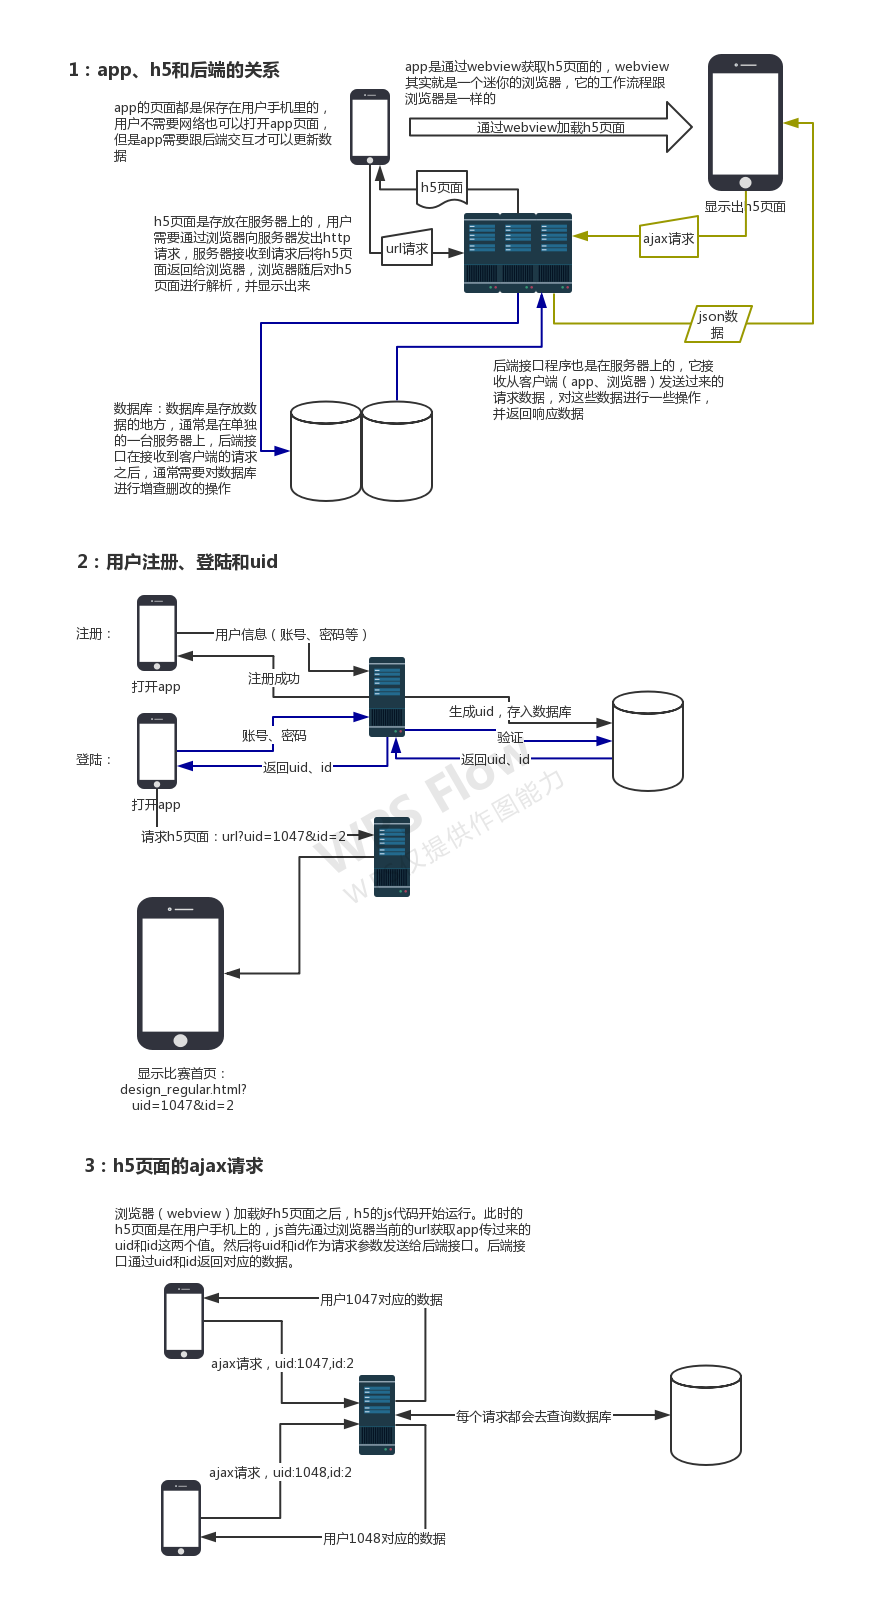 1：app、h5和后端的关系
app是通过webview获取h5页面的，webview
其实就是一个迷你的浏览器，它的工作流程跟
浏览器是一样的
app的页面都是保存在用户手机里的，
用户不需要网络也可以打开app页面，
但是app需要跟后端交互才可以更新数
据
通过webview加载h5页面
h5页面
显示出h5页面
h5页面是存放在服务器上的，用户
需要通过浏览器向服务器发出http
请求，服务器接收到请求后将h5页
面返回给浏览器，浏览器随后对h5
页面进行解析，并显示出来
url请求
ajax请求
json数
据
后端接口程序也是在服务器上的，它接
收从客户端（app、浏览器）发送过来的
请求数据，对这些数据进行一些操作，
并返回响应数据
数据库：数据库是存放数
据的地方，通常是在单独
的一台服务器上，后端接
口在接收到客户端的请求
之后，通常需要对数据库
进行增查删改的操作
2：用户注册、登陆和uid
注册：
用户信息（账号、密码等）
注册成功
打开app
生成uid，存入数据库
账号、密码
验证
登陆：
返回uid、id
返回uid、id
打开app
请求h5页面：url?uid=1047&id=2
WPS Flow
WPS仅提供作图能力
显示比赛首页：
design_regular.html?
uid=1047&id=2
3：h5页面的ajax请求
浏览器（webview）加载好h5页面之后，h5的js代码开始运行。此时的
h5页面是在用户手机上的，js首先通过浏览器当前的url获取app传过来的
uid和id这两个值。然后将uid和id作为请求参数发送给后端接口。后端接
口通过uid和id返回对应的数据。
用户1047对应的数据
ajax请求，uid:1047,id:2
每个请求都会去查询数据库
ajax请求，uid:1048,id:2
用户1048对应的数据